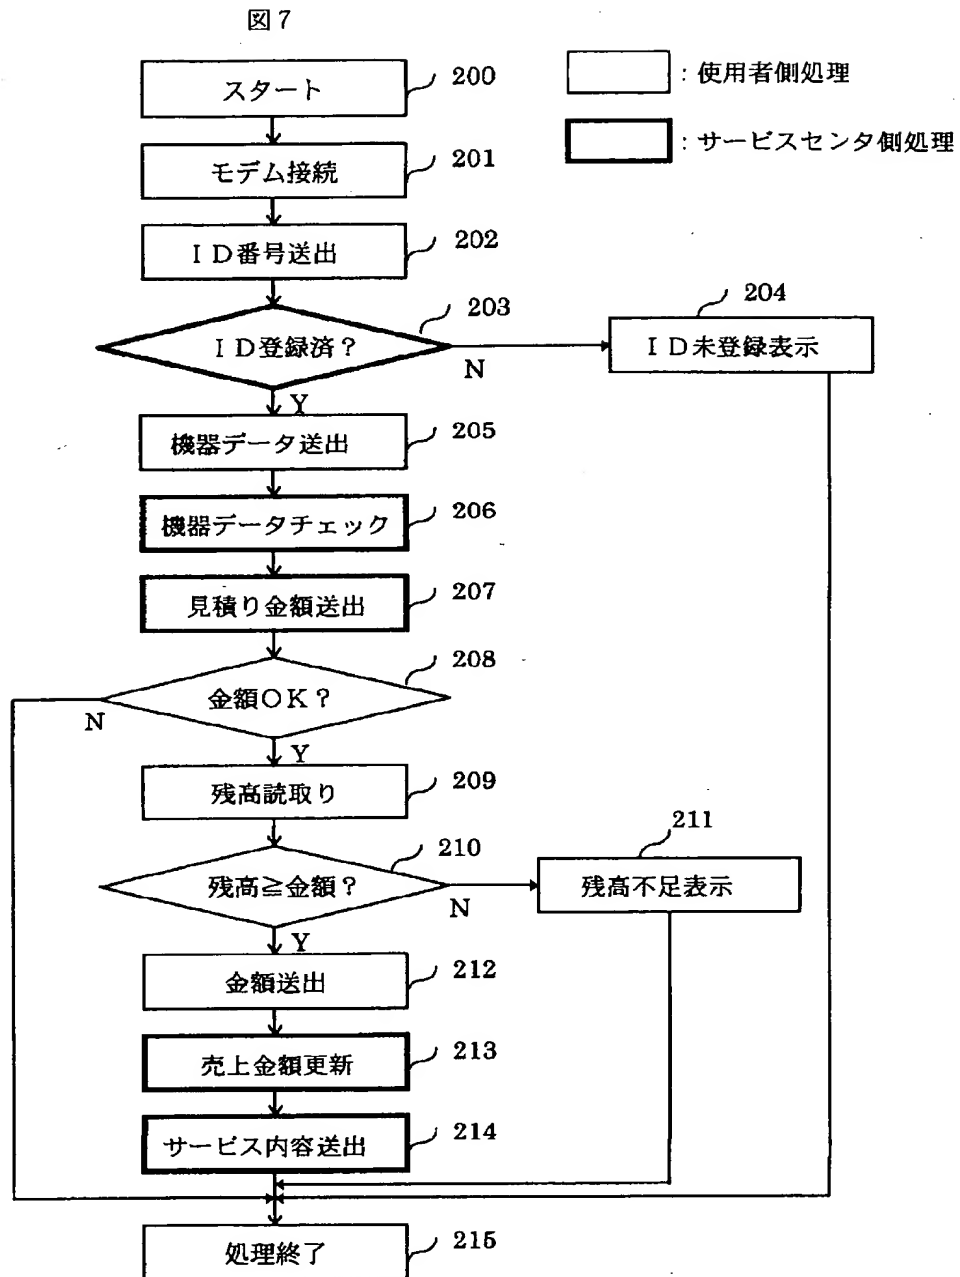 図7
スタート
200
:使用者側処理
:サービスセンタ側処理
モデム接続
201
ID番号送出
202
ID登録済?
203
N
Y
ID未登録表示
204
機器データ送出
205
機器データチェック
206
見積り金額送出
207
金額OK?
208
N
Y
残高読取り
209
残高≧金額?
210
N
Y
残高不足表示
211
金額送出
212
売上金額更新
213
サービス内容送出
214
処理終了
215